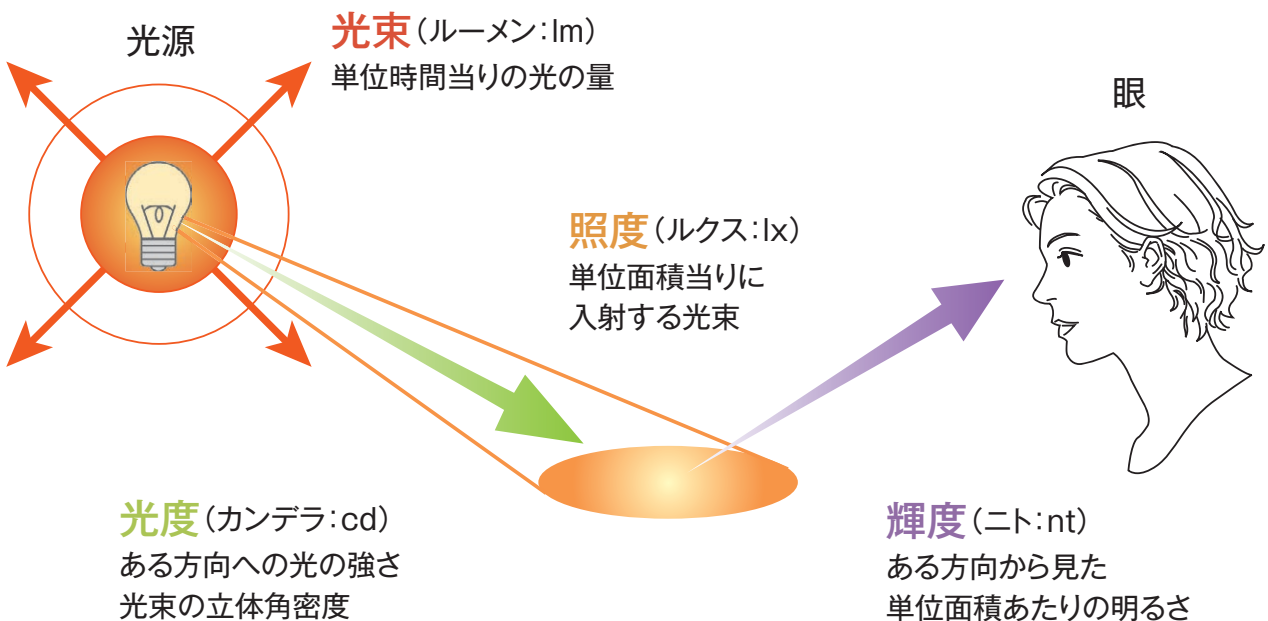 光源
光束(ルーメン:lm)
単位時間当りの光の量
眼
照度(ルクス:lx)
単位面積当りに
入射する光束
光度(カンデラ:cd)
ある方向への光の強さ
光束の立体角密度
輝度(ニト:nt)
ある方向から見た
単位面積あたりの明るさ